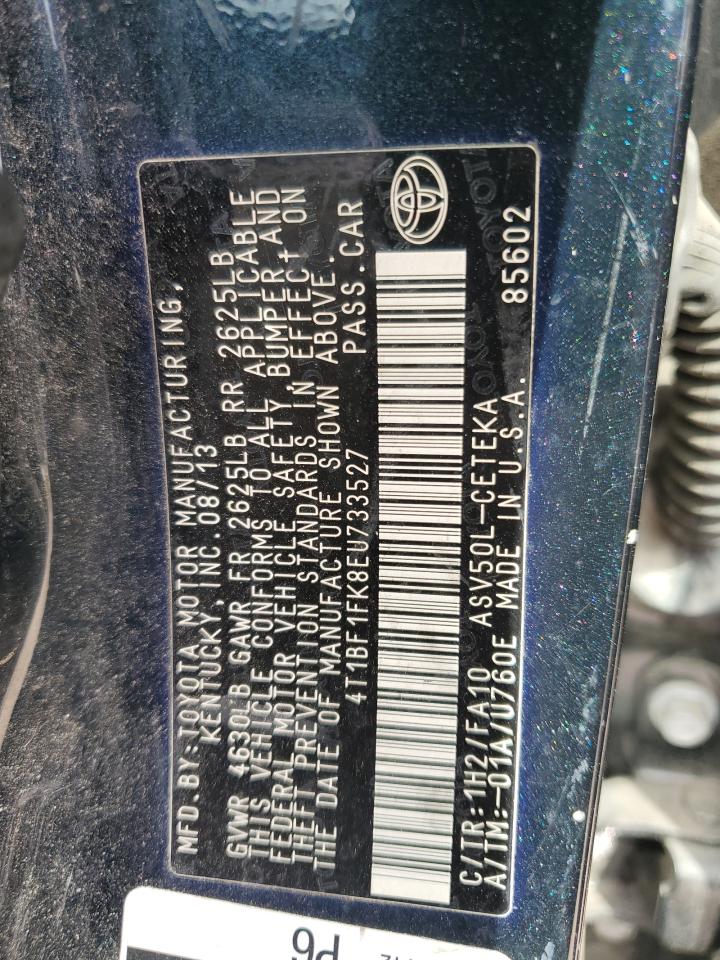 MFD.BY:TOYOTA MOTOR MANUFACTURING,
KENTUCKY, INC. 08/13
GVWR 4630LB GAWR FR 2625LB RR 2625LB
THIS VEHICLE CONFORMS TO ALL APPLICABLE
FEDERAL MOTOR VEHICLE SAFETY, BUMPER AND
THEFT PREVENTION STANDARDS IN EFFECT ON
THE DATE OF MANUFACTURE SHOWN ABOVE.
4T1BF1FK8EU733527 PASS.CAR
C/TR:1H2/FA10 ASV50L-CETEKA
A/TM:-01A/U760E MADE IN U.S.A. 85602
P6